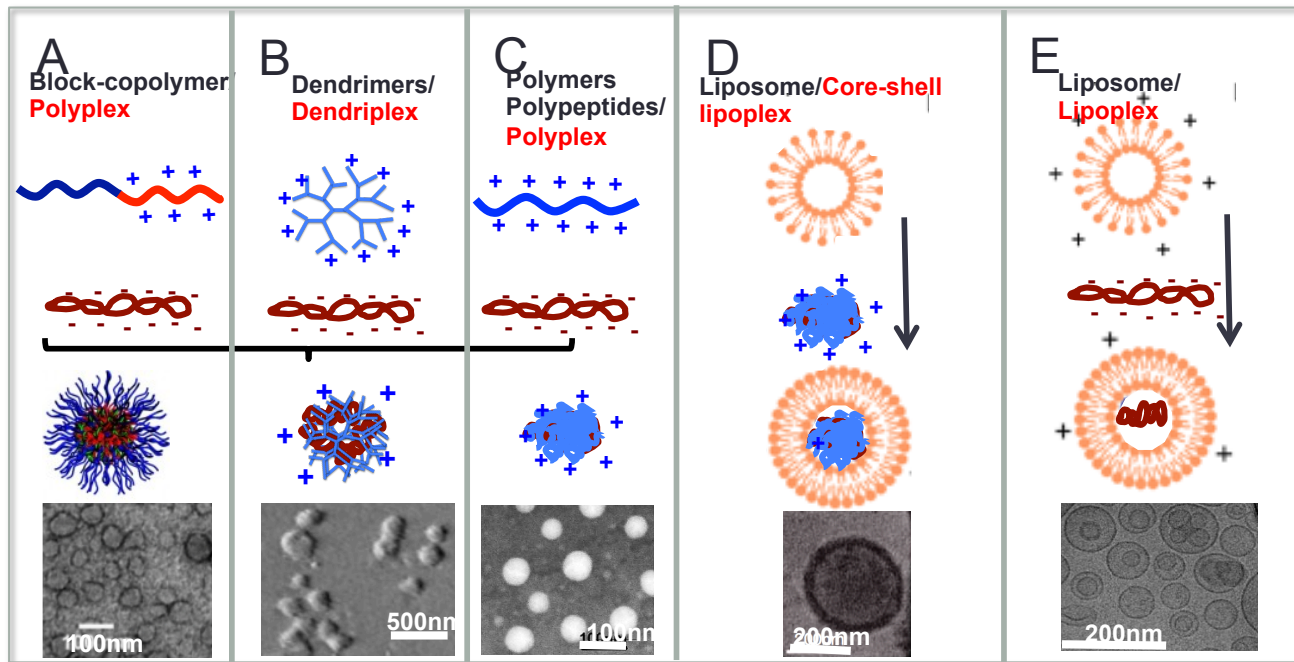 A
Block-copolymer/
Polyplex
B
Dendrimers/
Dendriplex
C
Polymers
Polypeptides/
Polyplex
D
Liposome/Core-shell
lipoplex
E
Liposome/
Lipoplex
100nm
500nm
100nm
200nm
200nm